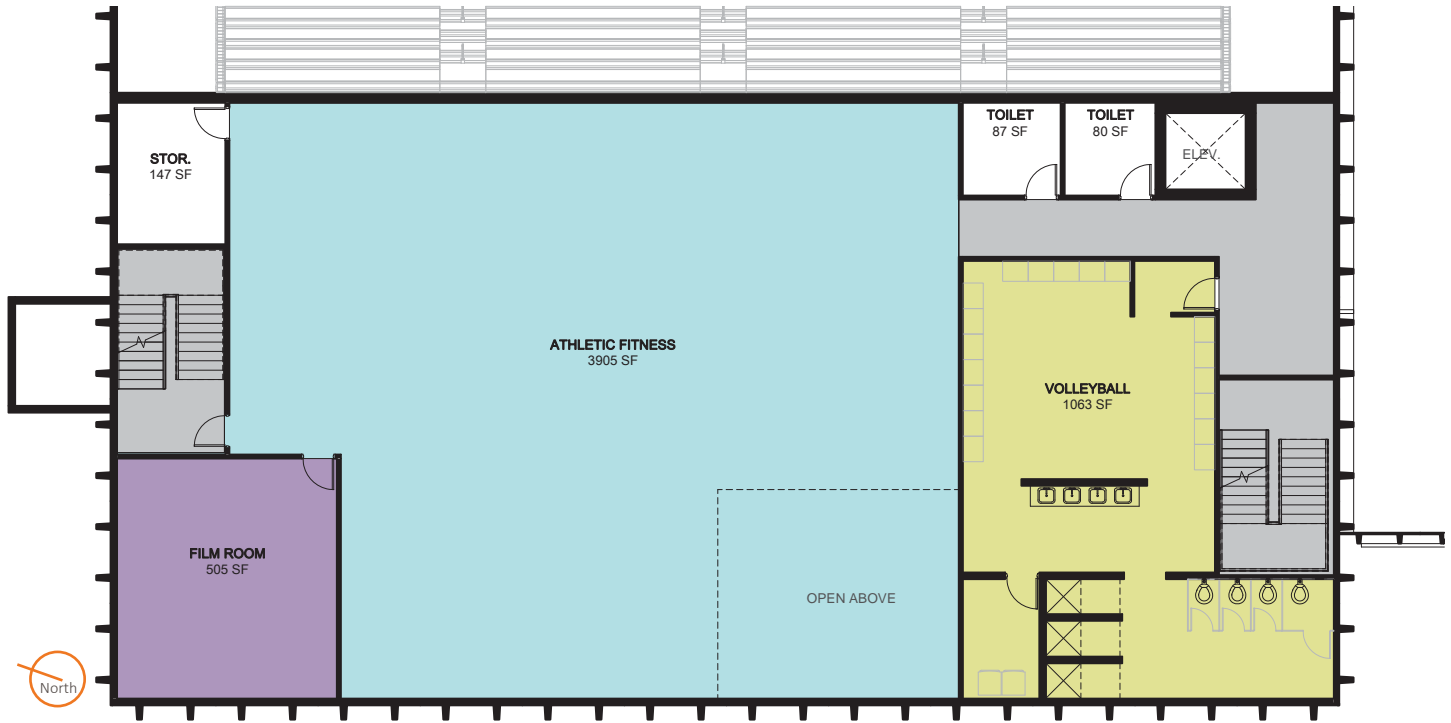 TOILET
87 SF
TOILET
80 SF
ELEV.
STOR.
147 SF
ATHLETIC FITNESS
3905 SF
VOLLEYBALL
1063 SF
FILM ROOM
505 SF
OPEN ABOVE
North